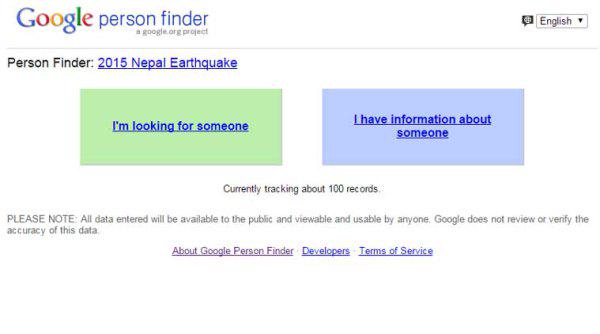 Google person finder
a google.org project
English
Person Finder: 2015 Nepal Earthquake
I'm looking for someone
I have information about
someone
Currently tracking about 100 records.
PLEASE NOTE: All data entered will be available to the public and viewable and usable by anyone. Google does not review or verify the
accuracy of this data.
About Google Person Finder · Developers · Terms of Service